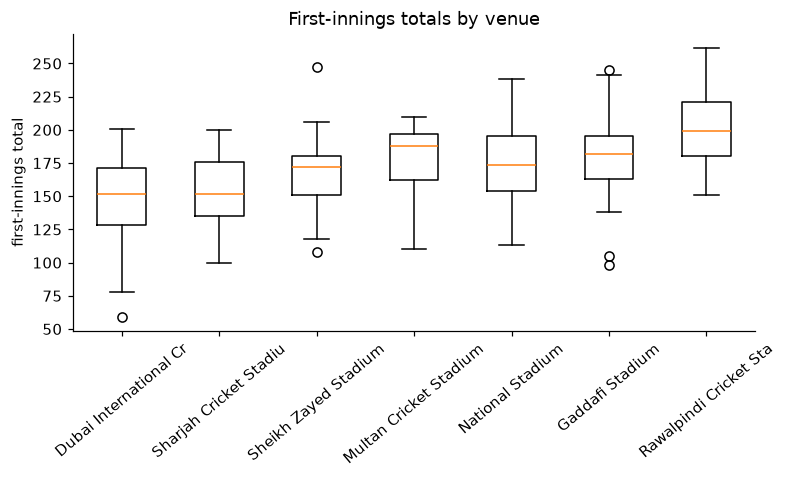 First-innings totals by venue
first-innings total
250
225
200
175
150
125
100
75
50
Dubai International Cr
Sharjah Cricket Stadiu
Sheikh Zayed Stadium
Multan Cricket Stadium
National Stadium
Gaddafi Stadium
Rawalpindi Cricket Sta